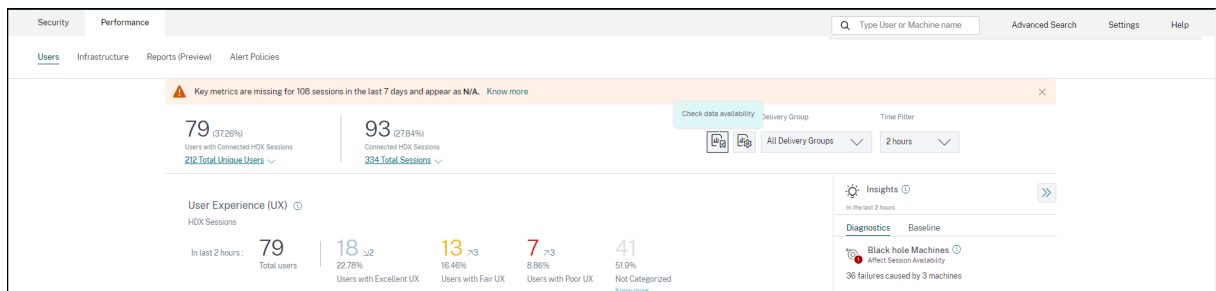 Security Performance Type User or Machine name Advanced Search Settings Help
Users Infrastructure Reports (Preview) Alert Policies
Key metrics are missing for 108 sessions in the last 7 days and appear as N/A. Know more
Check data availability
79 (37.26%)
Users with Connected HDX Sessions
212 Total Unique Users
93 (27.84%)
Connected HDX Sessions
334 Total Sessions
Delivery Group
All Delivery Groups
Time Filter
2 hours
User Experience (UX)
HDX Sessions
In last 2 hours :
79
Total users
18 2
22.78%
Users with Excellent UX
13 3
16.46%
Users with Fair UX
7 3
8.86%
Users with Poor UX
41
51.9%
Not Categorized
Know more
Insights
In the last 2 hours
Diagnostics Baseline
Black hole Machines
Affect Session Availability
36 failures caused by 3 machines